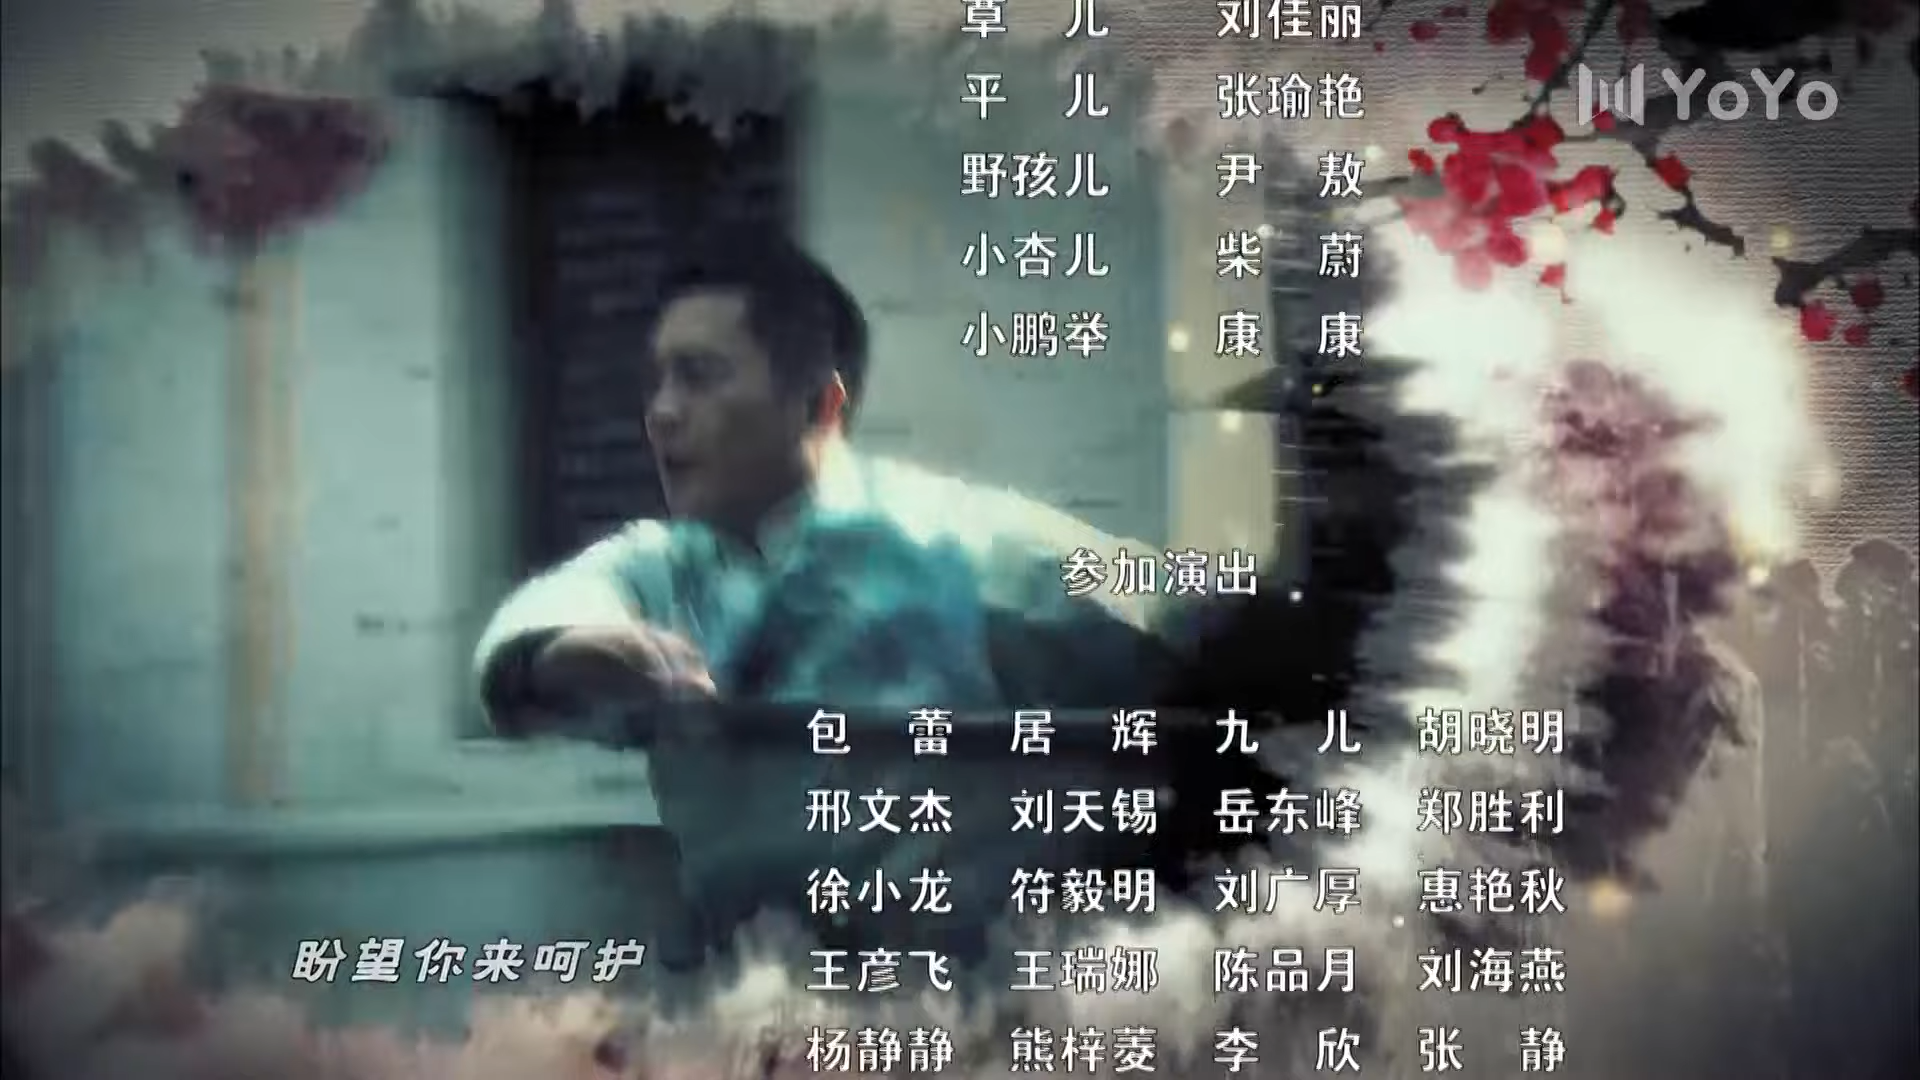 草 儿 刘佳丽
平 儿 张瑜艳
YoYo
野孩儿 尹 敖
小杏儿 柴 蔚
小鹏举 康 康
参加演出
包 蕾 居 辉 九 儿 胡晓明
邢文杰 刘天锡 岳东峰 郑胜利
徐小龙 符毅明 刘广厚 惠艳秋
盼望你来呵护
王彦飞 王瑞娜 陈品月 刘海燕
杨静静 熊梓菱 李 欣 张 静